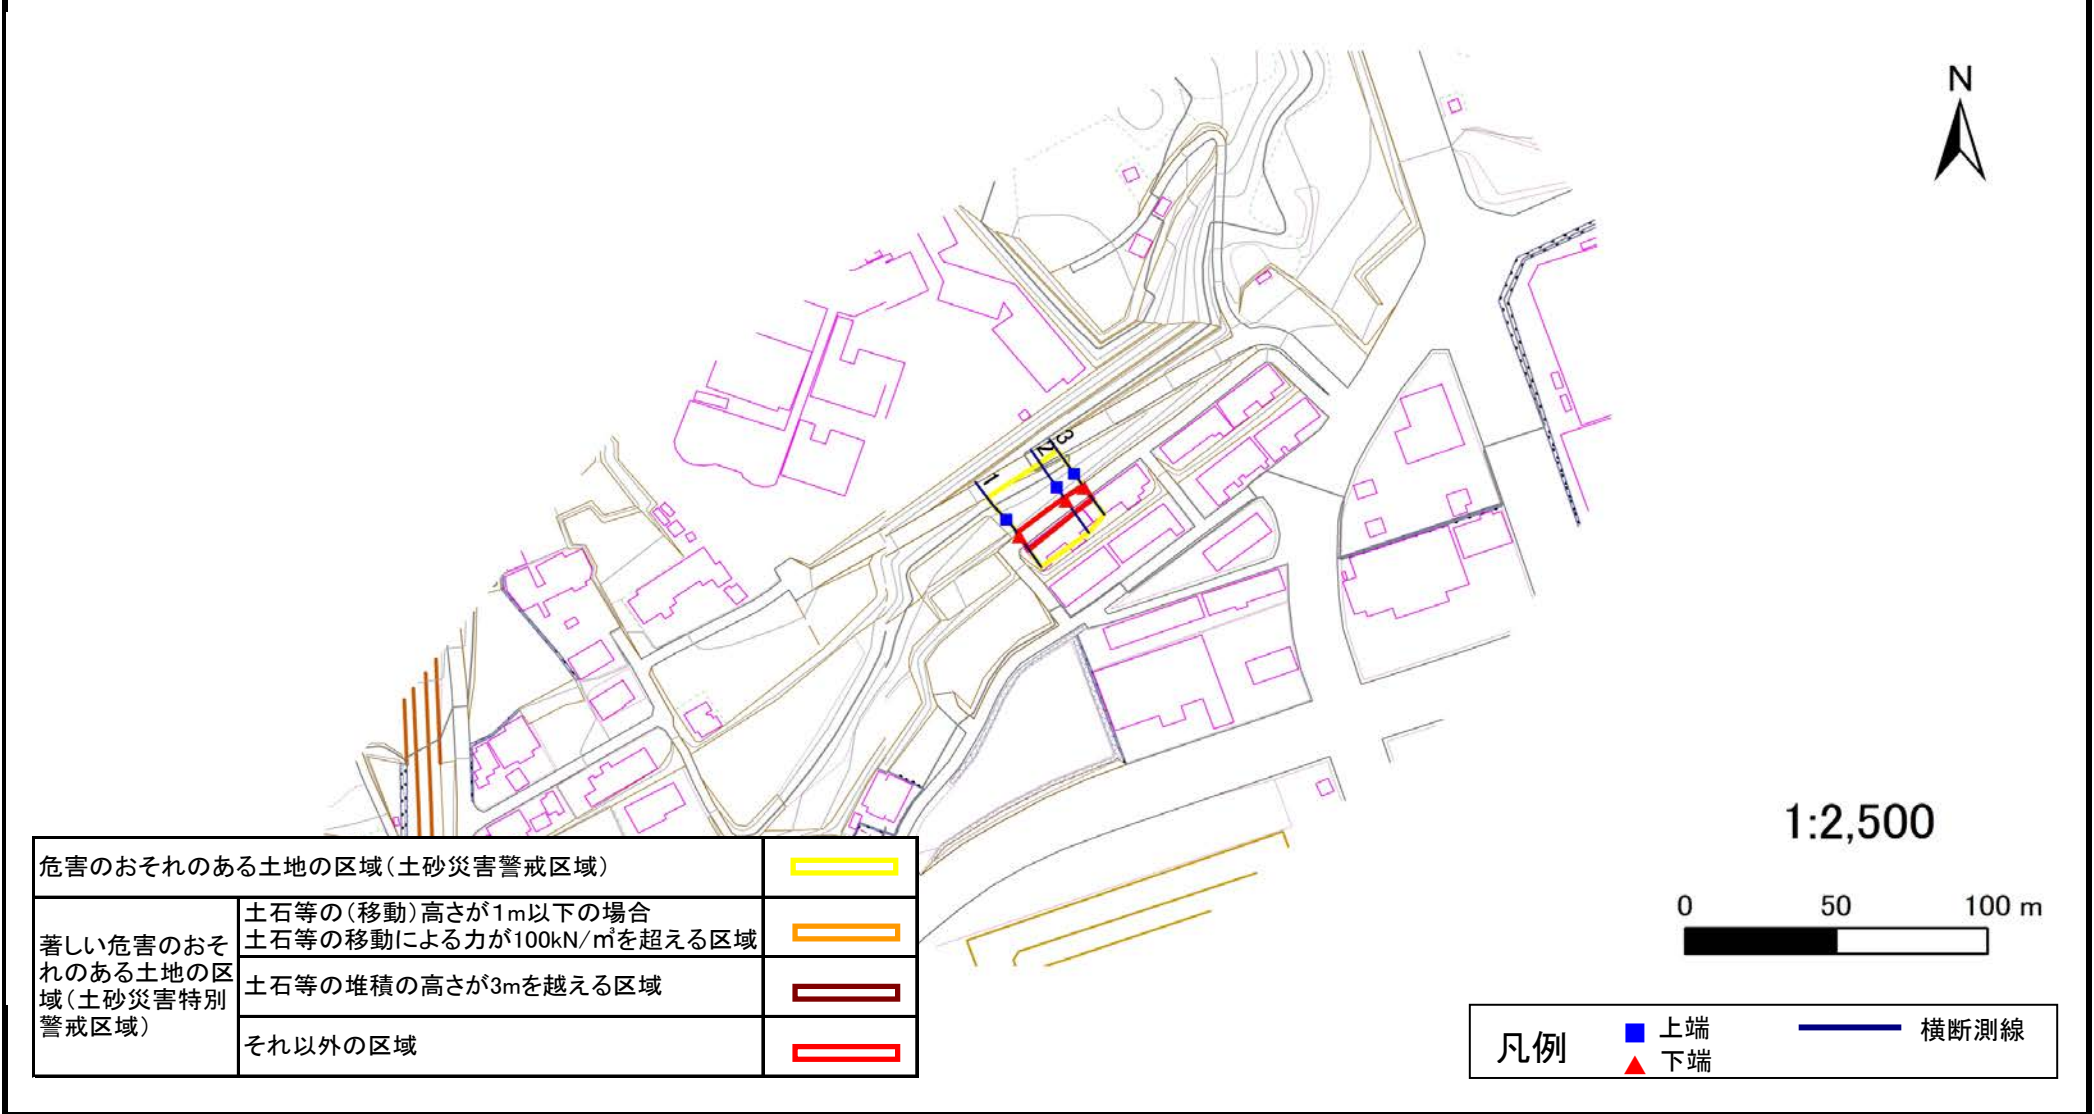 N
1
2
3
1:2,500
0 50 100 m
危害のおそれのある土地の区域(土砂災害警戒区域)
著しい危害のおそ
れのある土地の区
域(土砂災害特別
警戒区域)
土石等の(移動)高さが1m以下の場合
土石等の移動による力が100kN/㎡を超える区域
土石等の堆積の高さが3mを越える区域
それ以外の区域
凡例
上端
下端
横断測線